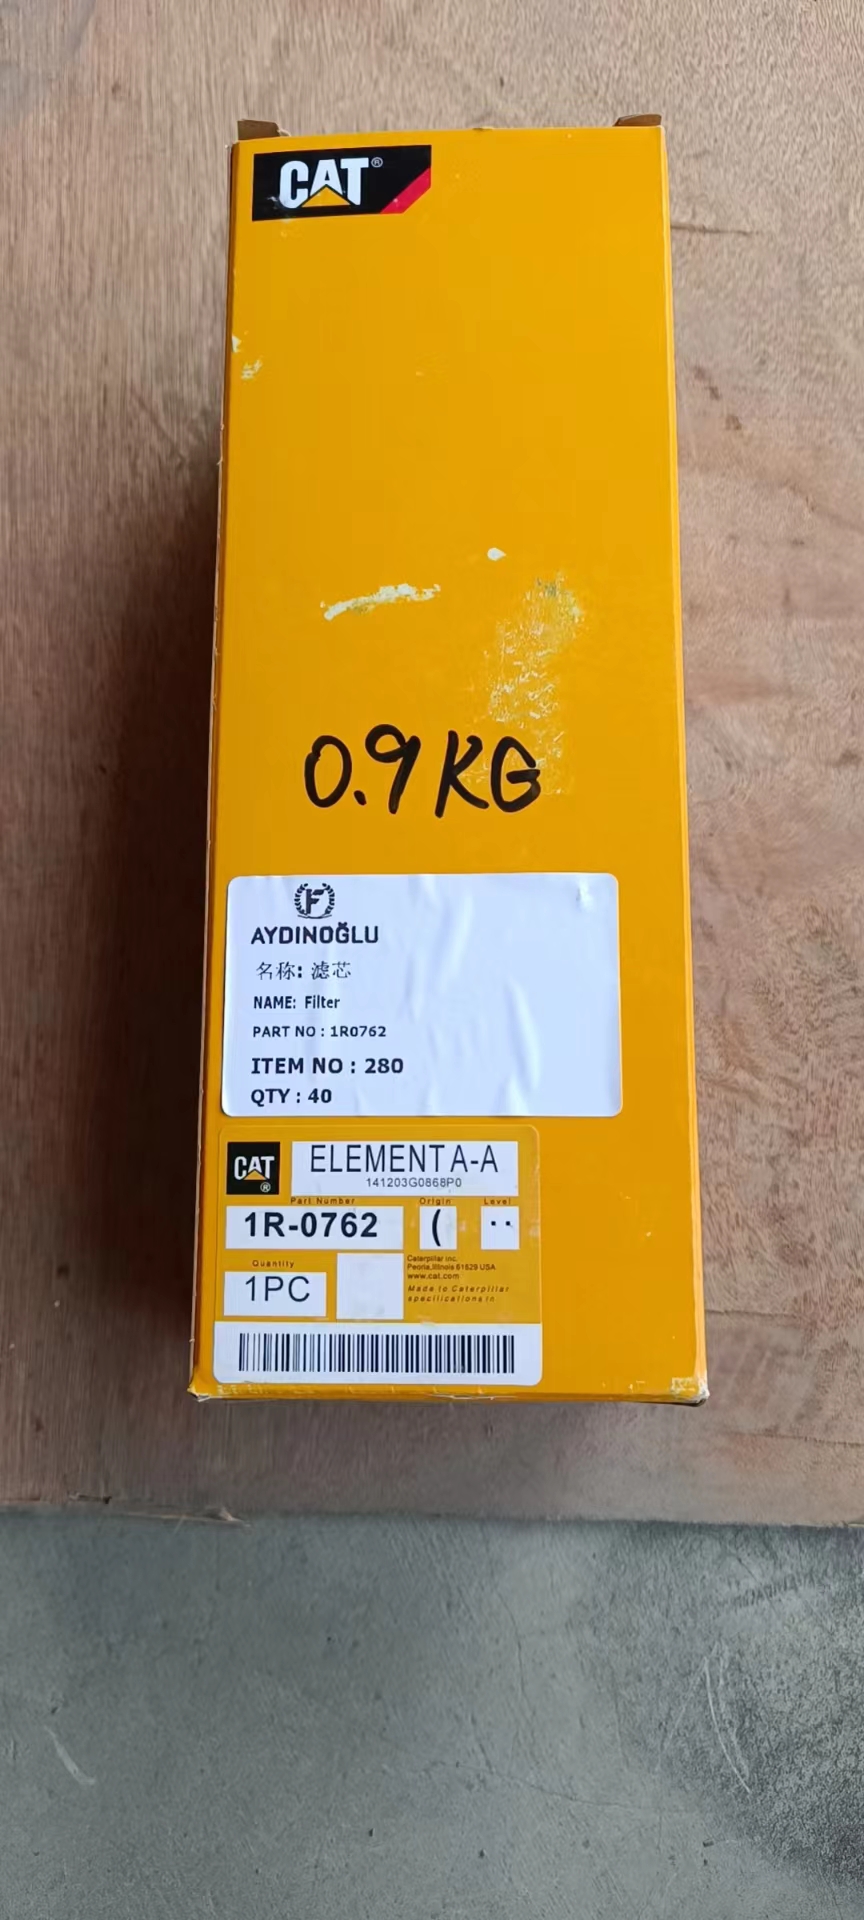 CAT®
0.9KG
F
AYDINOĞLU
名称: 滤芯
NAME: Filter
PART NO : 1R0762
ITEM NO : 280
QTY : 40
CAT®
ELEMENT A-A
141203G0868P0
Part Number
Origin
Level
1R-0762
(
Quantity
1PC
Caterpillar inc.
Peoria,Illinois 61629 USA
www.cat.com
Made to Caterpillar
specifications in